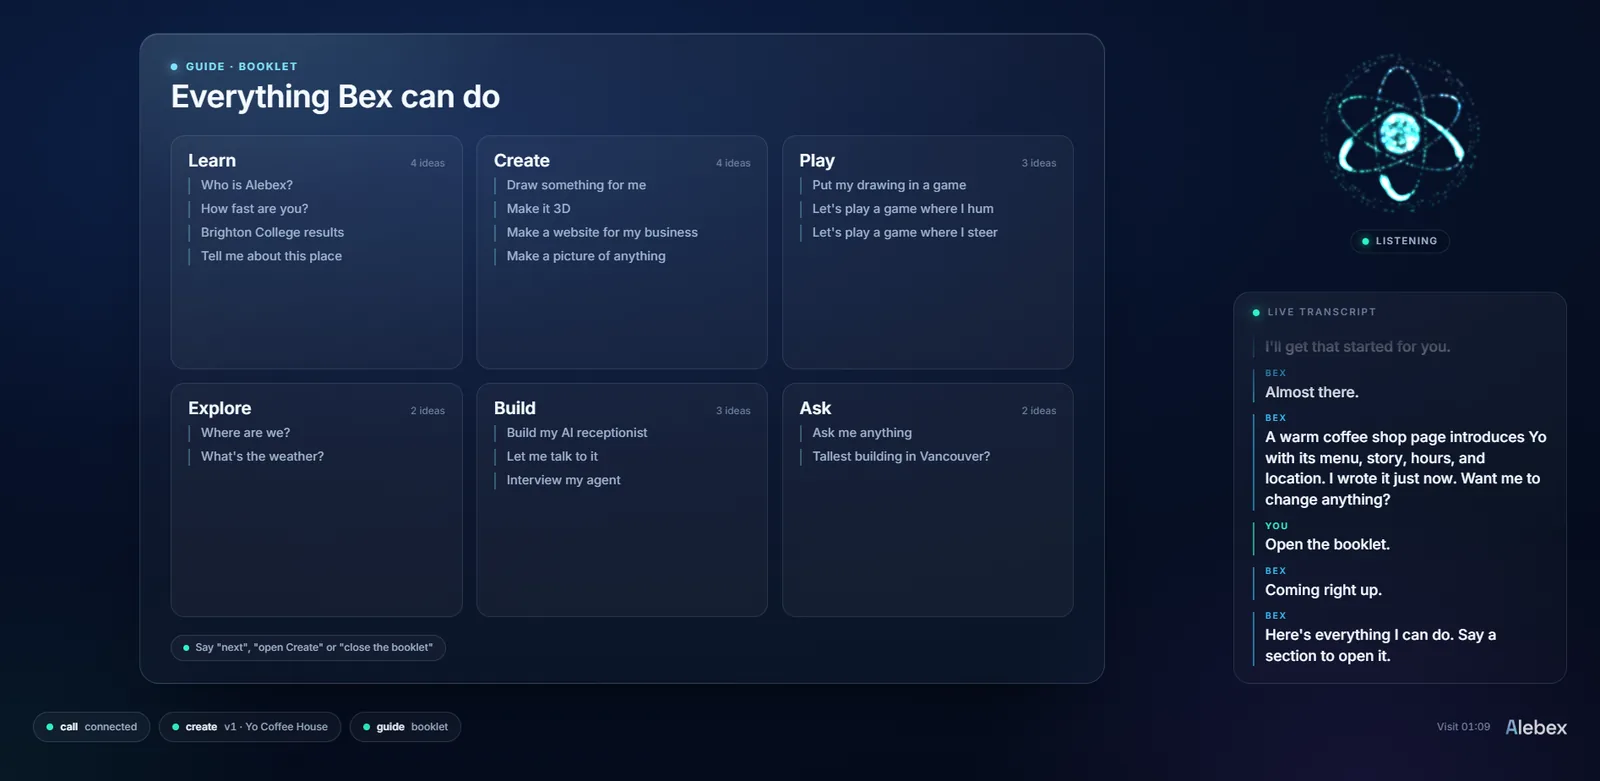 GUIDE · BOOKLET
Everything Bex can do
Learn
4 ideas
Who is Alebex?
How fast are you?
Brighton College results
Tell me about this place
Create
4 ideas
Draw something for me
Make it 3D
Make a website for my business
Make a picture of anything
Play
3 ideas
Put my drawing in a game
Let's play a game where I hum
Let's play a game where I steer
Explore
2 ideas
Where are we?
What's the weather?
Build
3 ideas
Build my AI receptionist
Let me talk to it
Interview my agent
Ask
2 ideas
Ask me anything
Tallest building in Vancouver?
Say "next", "open Create" or "close the booklet"
LISTENING
LIVE TRANSCRIPT
I'll get that started for you.
BEX
Almost there.
BEX
A warm coffee shop page introduces Yo
with its menu, story, hours, and
location. I wrote it just now. Want me to
change anything?
YOU
Open the booklet.
BEX
Coming right up.
BEX
Here's everything I can do. Say a
section to open it.
call connected
create v1 · Yo Coffee House
guide booklet
Visit 01:09
Alebex